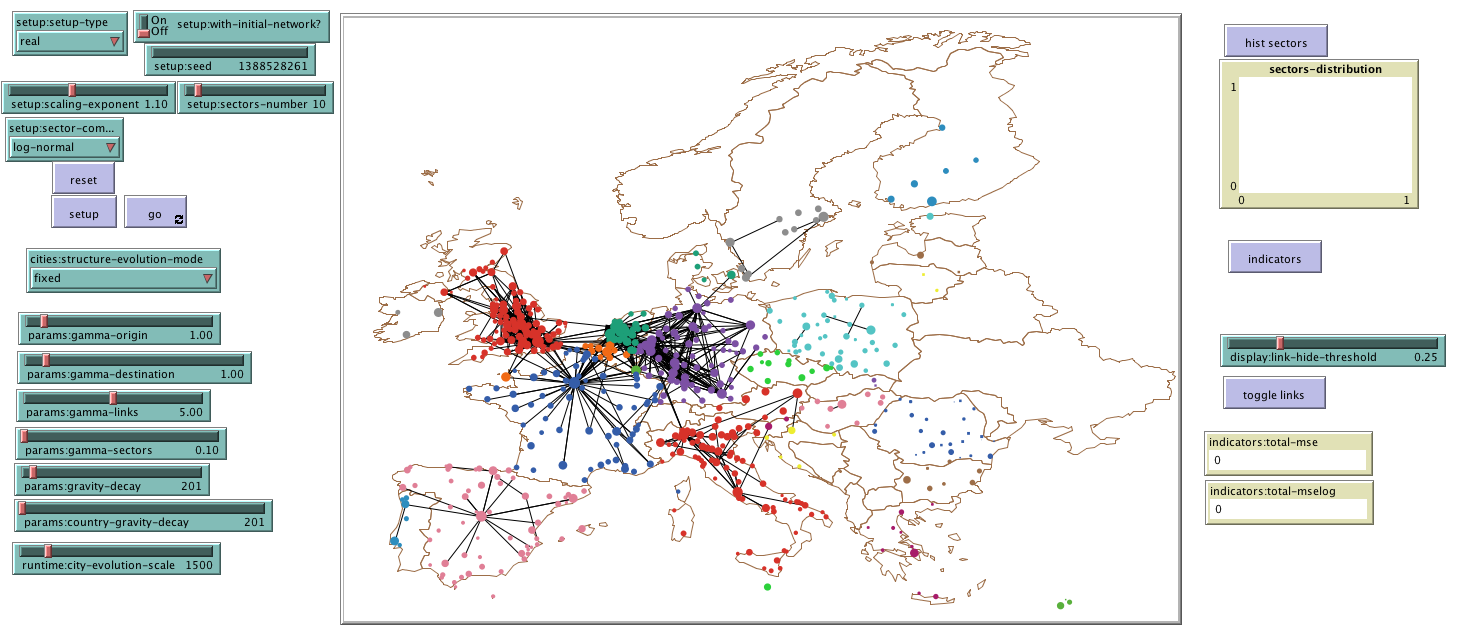 setup:setup-type
real
On
Off
setup:with-initial-network?
setup:seed 1388528261
setup:scaling-exponent 1.10
setup:sectors-number 10
setup:sector-com...
log-normal
reset
setup
go
cities:structure-evolution-mode
fixed
params:gamma-origin 1.00
params:gamma-destination 1.00
params:gamma-links 5.00
params:gamma-sectors 0.10
params:gravity-decay 201
params:country-gravity-decay 201
runtime:city-evolution-scale 1500
hist sectors
sectors-distribution
1
0
0 1
indicators
display:link-hide-threshold 0.25
toggle links
indicators:total-mse
0
indicators:total-mselog
0